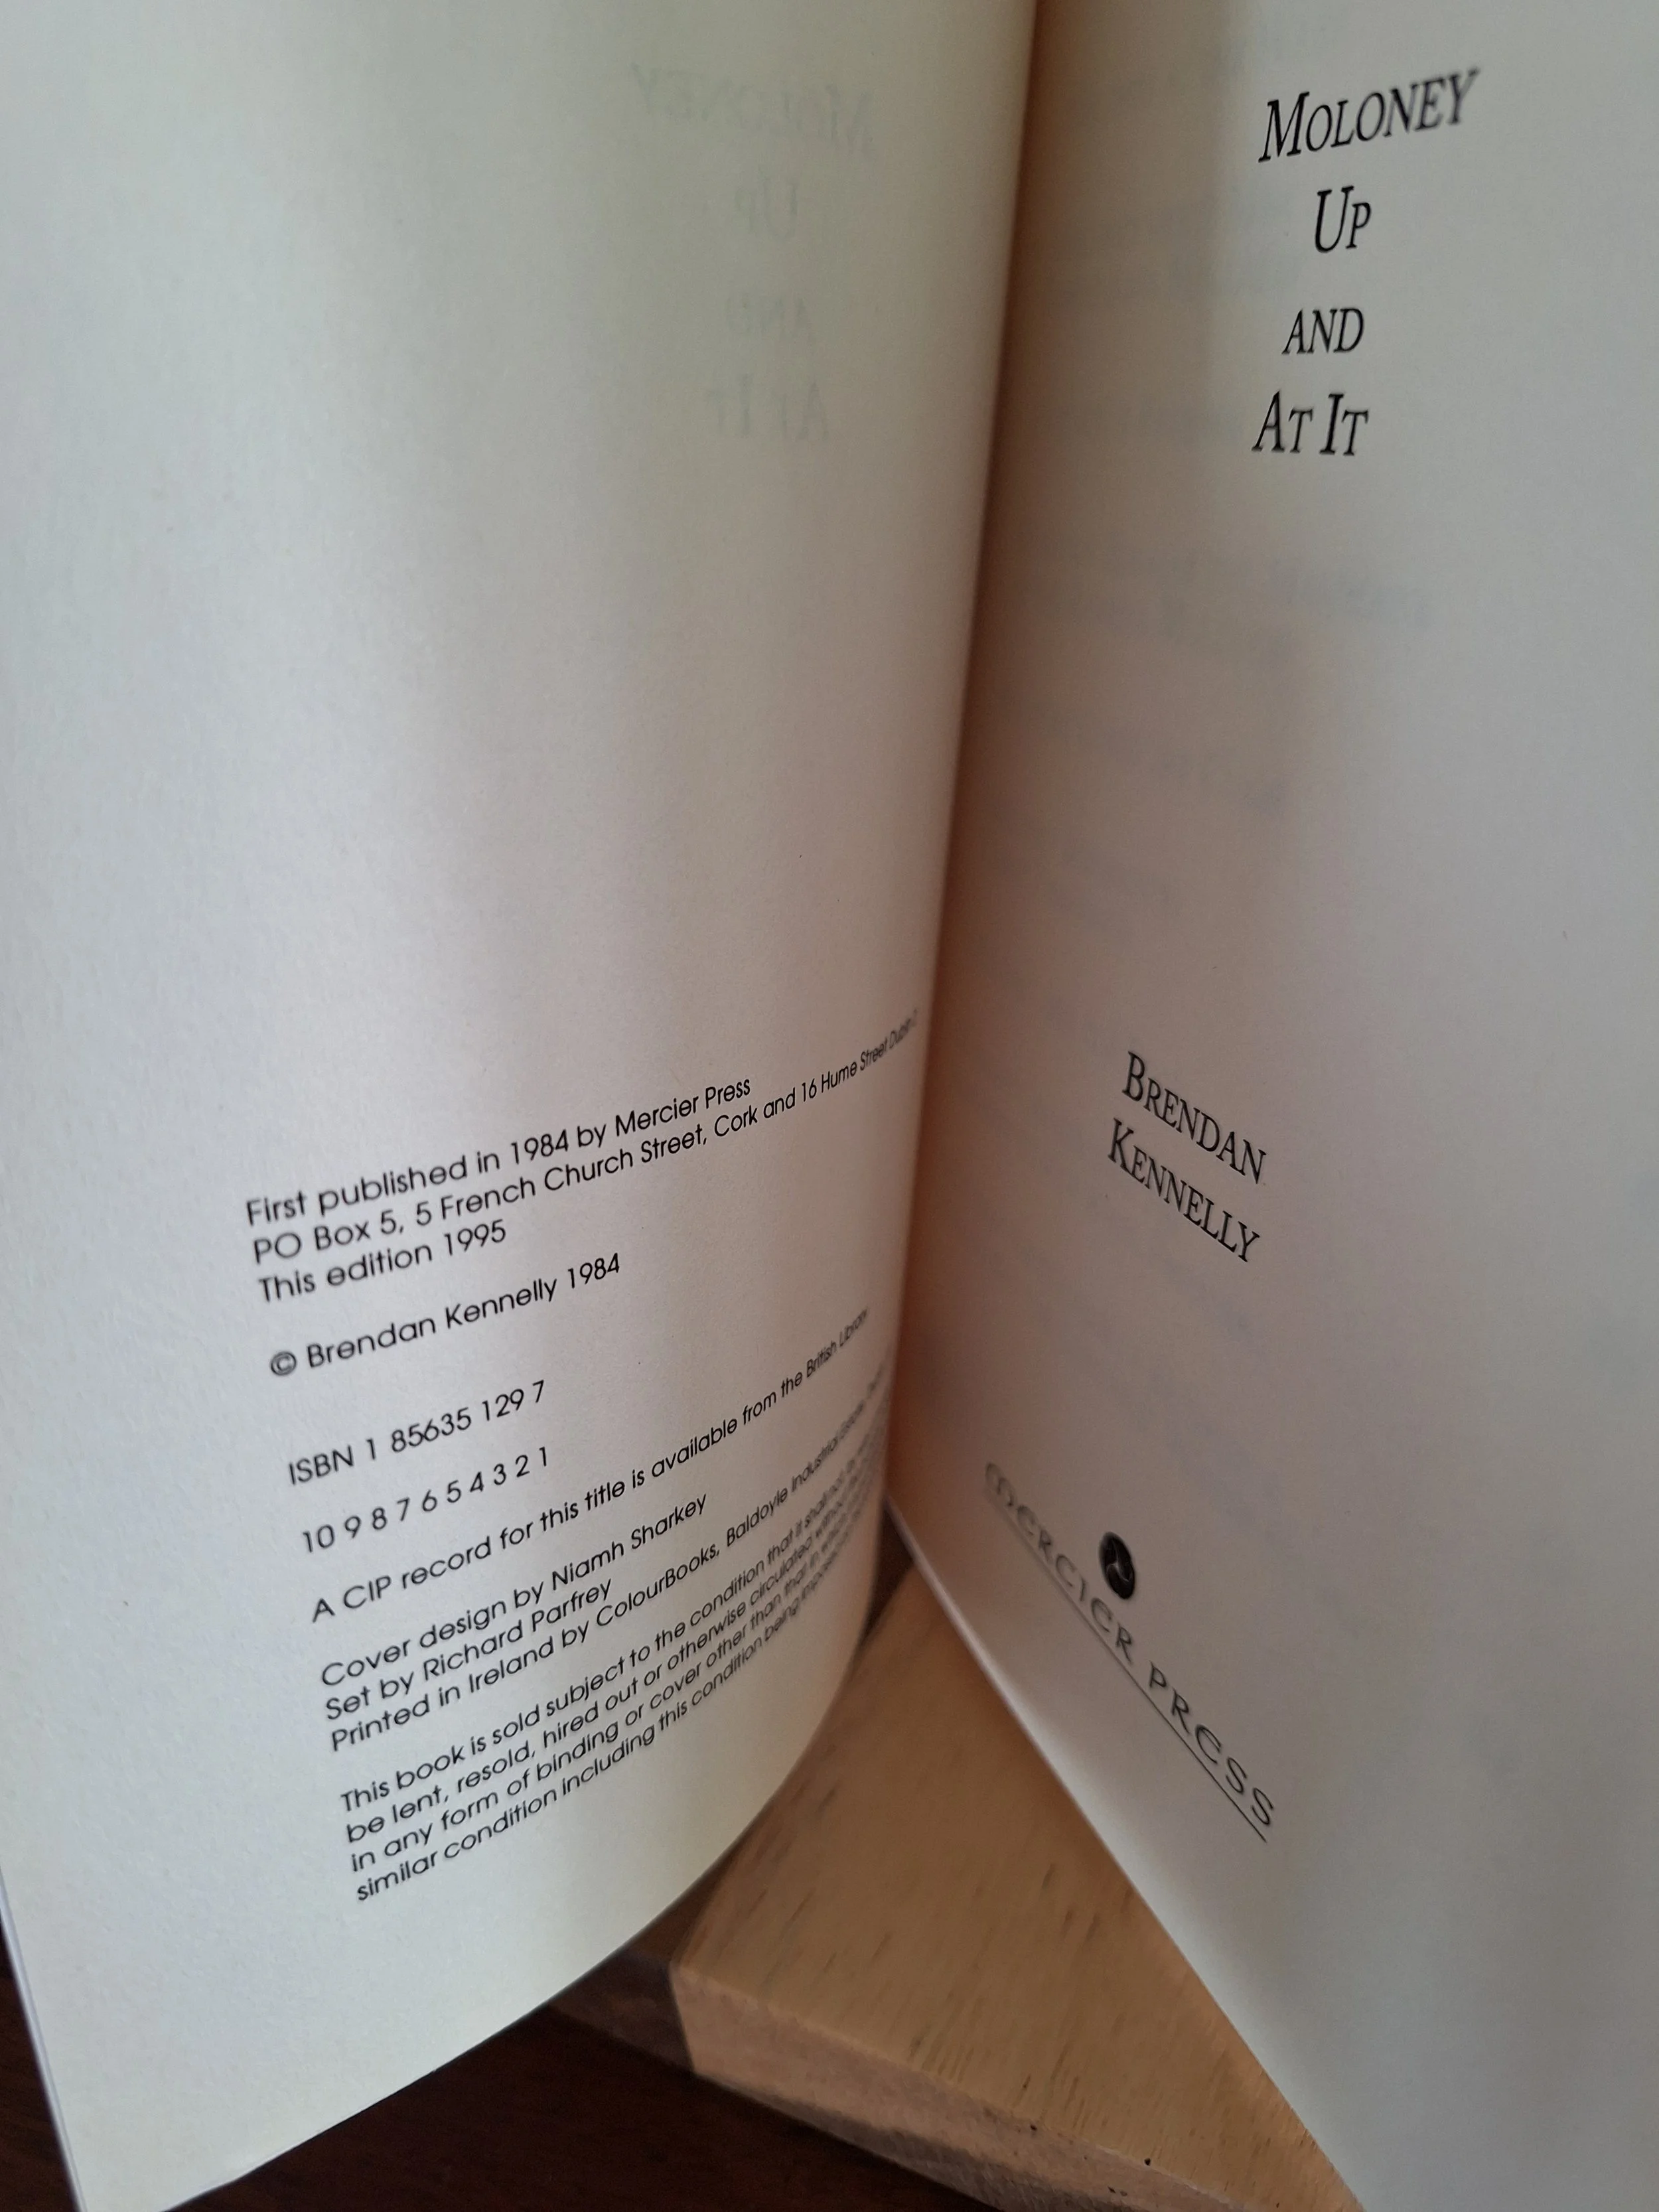 First published in 1984 by Mercier Press
PO Box 5, 5 French Church Street, Cork and 16 Hume Street Dublin 2
This edition 1995
© Brendan Kennelly 1984
ISBN 1 85635 129 7
10 9 8 7 6 5 4 3 2 1
A CIP record for this title is available from the British Library
Cover design by Niamh Sharkey
Set by Richard Parfrey
Printed in Ireland by ColourBooks, Baldoyle Industrial
This book is sold subject to the condition that it shall not,
be lent, resold, hired out or otherwise circulated without
in any form of binding or cover other than that in which
similar condition including this condition being
MOLONEY
UP
AND
AT IT
BRENDAN
KENNELLY
MERCIER PRESS